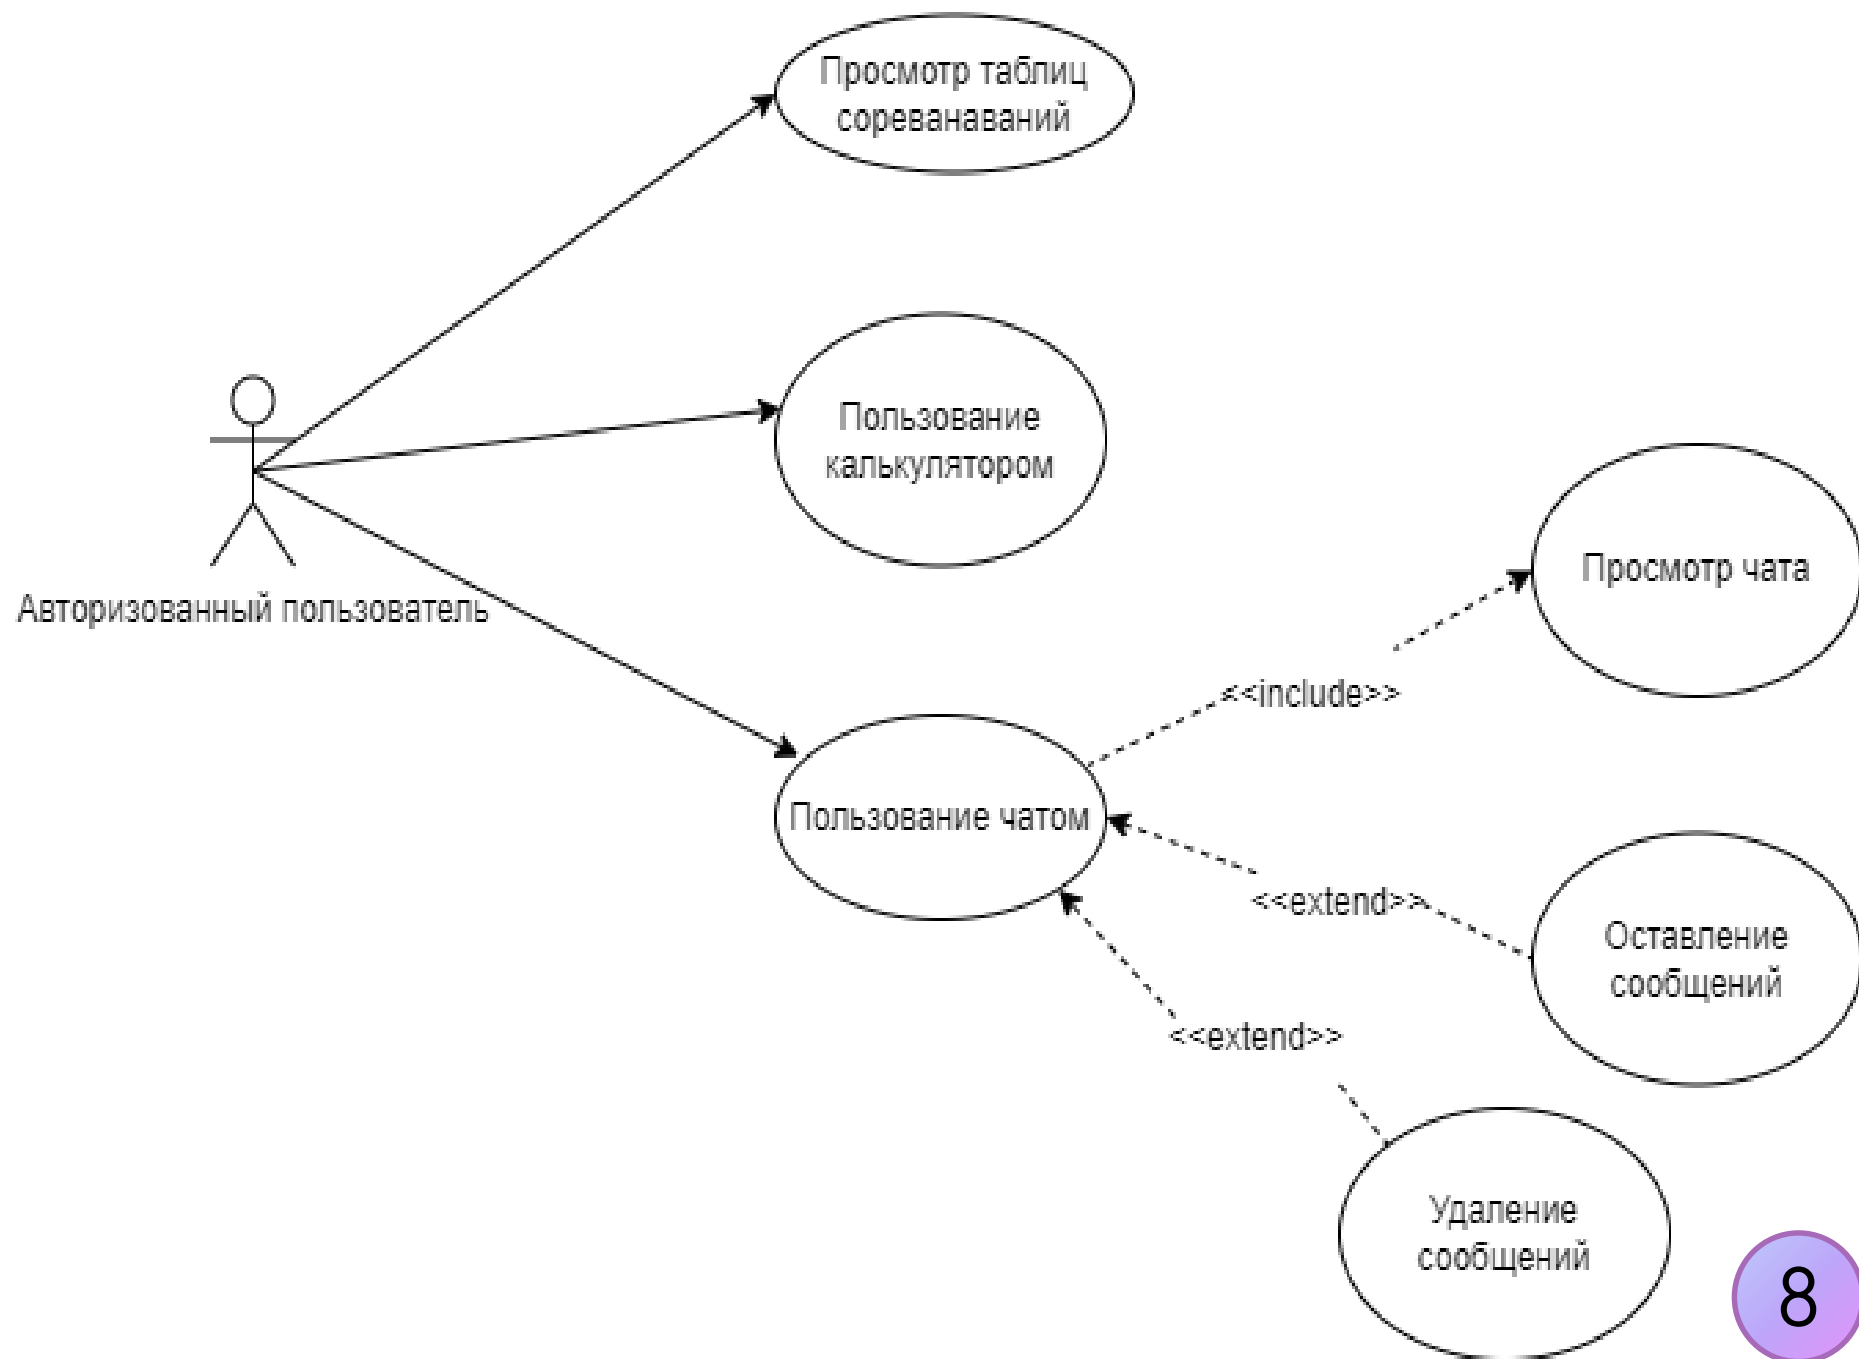 Просмотр таблиц
сореванаваний
Пользование
калькулятором
Просмотр чата
Авторизованный пользователь
<<include>>
Пользование чатом
<<extend>>
Оставление
сообщений
<<extend>>
Удаление
сообщений
8